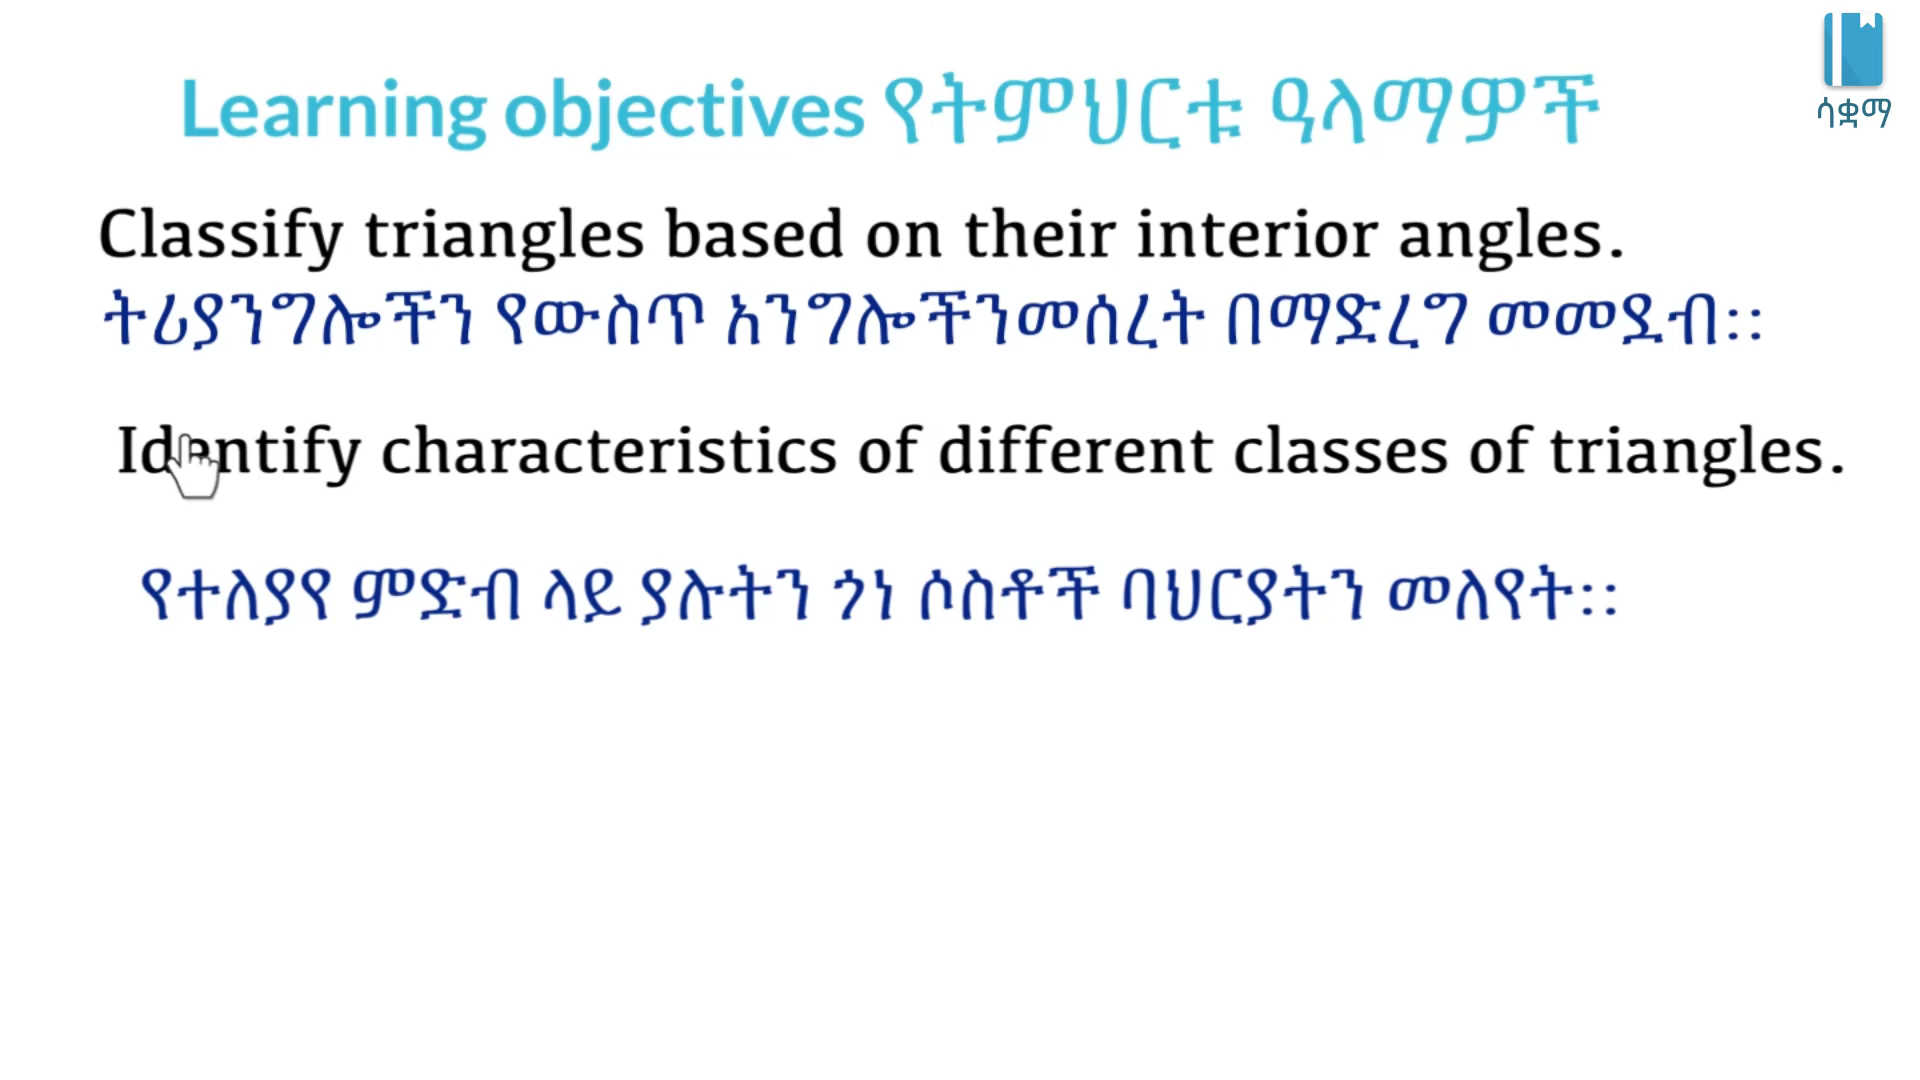 Learning objectives የትምህርቱ ዓላማዎች
ሳቋማ
Classify triangles based on their interior angles.
ትሪያንግሎችን የውስጥ አንግሎችንመሰረት በማድረግ መመደብ፡፡
Identify characteristics of different classes of triangles.
የተለያየ ምድብ ላይ ያሉትን ጎነ ሶስቶች ባህርያትን መለየት፡፡